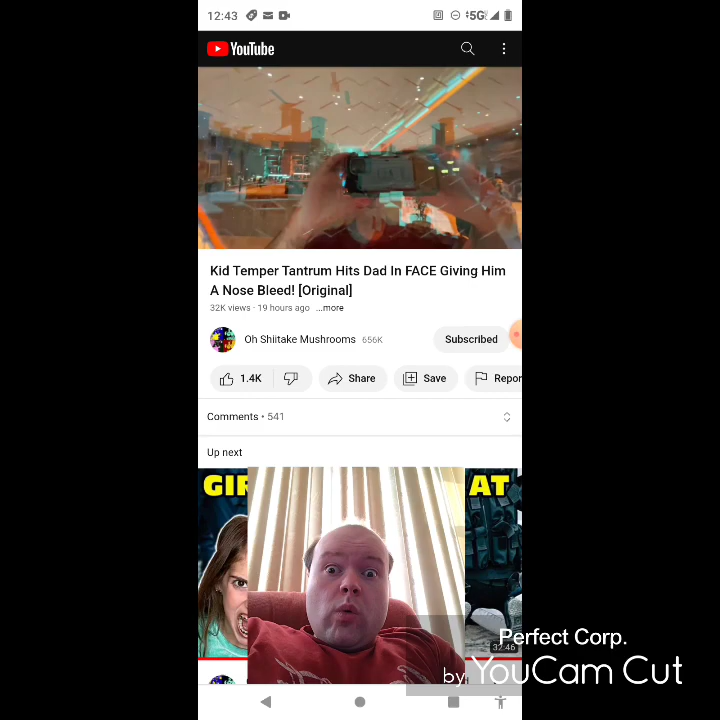 12:43
5G
YouTube
Kid Temper Tantrum Hits Dad In FACE Giving Him
A Nose Bleed! [Original]
32K views · 19 hours ago ...more
Oh Shiitake Mushrooms 656K
Subscribed
1.4K
Share
Save
Repor
Comments • 541
Up next
GIR
AT
32:46
Perfect Corp.
by YouCam Cut